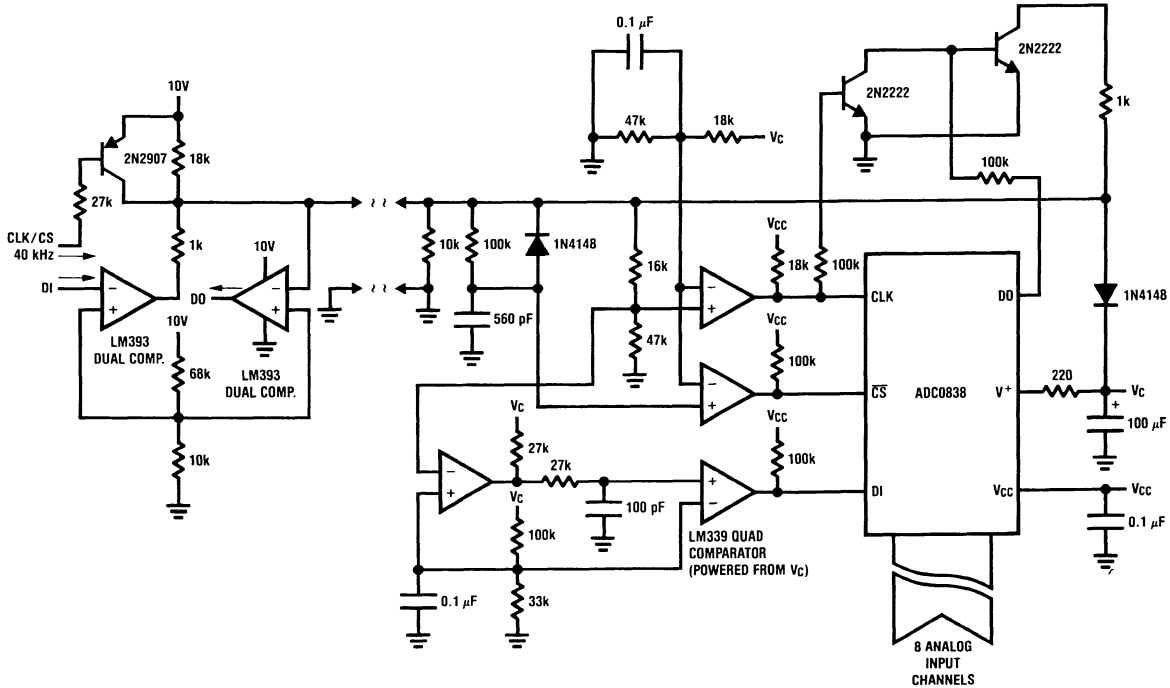 0.1 μF
2N2222
2N2222
1k
10V
2N2907
18k
47k
18k
VC
100k
27k
CLK/CS
40 kHz
DI
1k
10V
DO
10k
100k
1N4148
16k
VCC
18k
100k
CLK
DO
1N4148
LM393
DUAL COMP.
10V
LM393
DUAL COMP.
68k
560 pF
47k
VCC
100k
CS
ADC0838
V+
220
VC
+
100 μF
10k
VC
27k
27k
VCC
100k
DI
VCC
VCC
0.1 μF
VC
100k
100 pF
LM339 QUAD
COMPARATOR
(POWERED FROM VC)
0.1 μF
33k
8 ANALOG
INPUT
CHANNELS